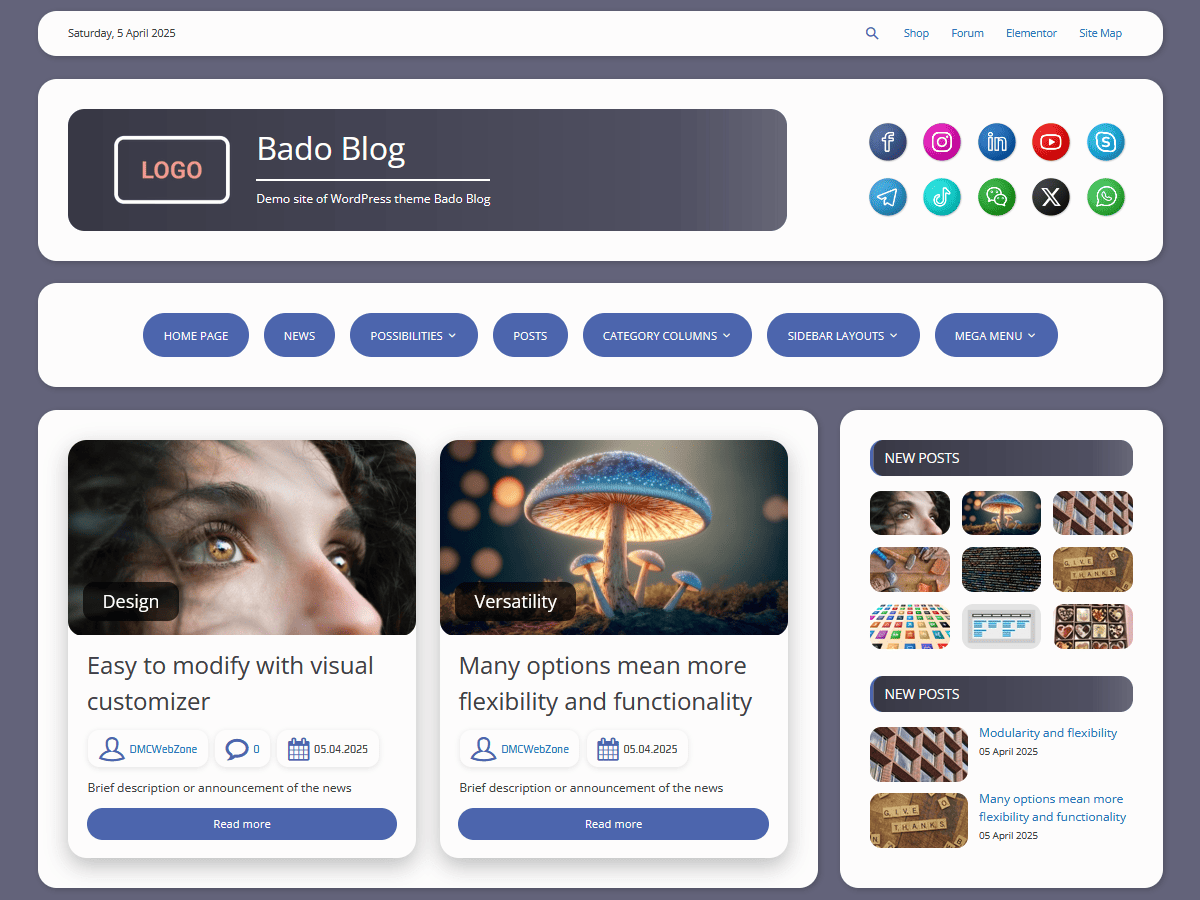 Saturday, 5 April 2025
Shop
Forum
Elementor
Site Map
LOGO
Bado Blog
Demo site of WordPress theme Bado Blog
HOME PAGE
NEWS
POSSIBILITIES
POSTS
CATEGORY COLUMNS
SIDEBAR LAYOUTS
MEGA MENU
Design
Easy to modify with visual
customizer
DMCWebZone
0
05.04.2025
Brief description or announcement of the news
Read more
Versatility
Many options mean more
flexibility and functionality
DMCWebZone
05.04.2025
Brief description or announcement of the news
Read more
NEW POSTS
GIVE
THANKS
NEW POSTS
Modularity and flexibility
05 April 2025
GIVE
THANKS
Many options mean more
flexibility and functionality
05 April 2025